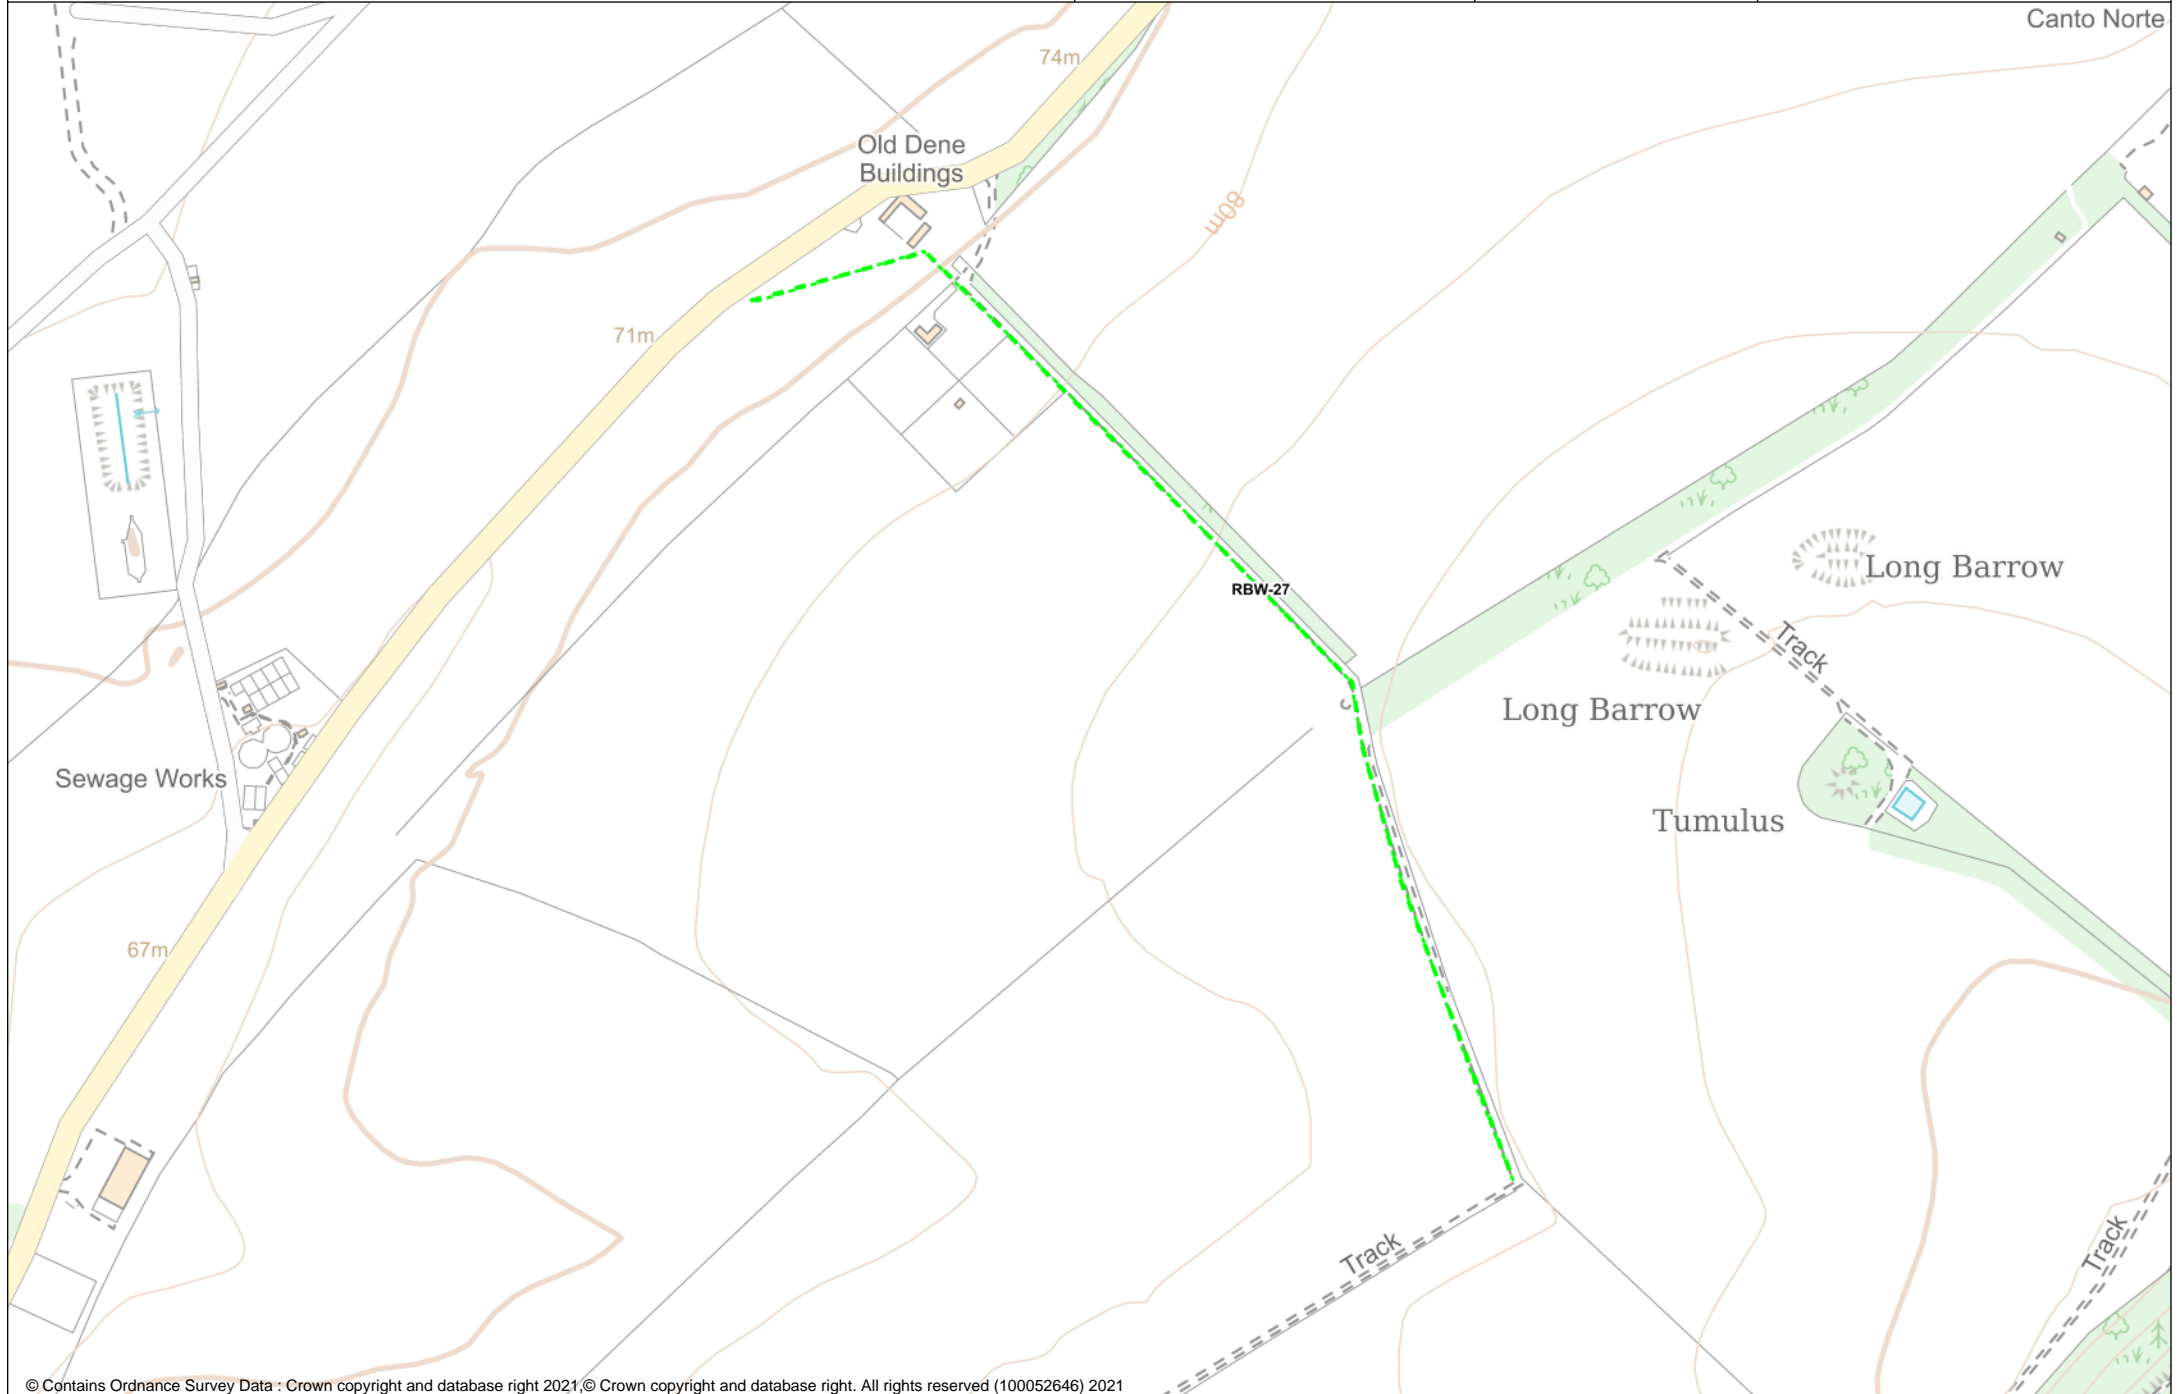 Canto Norte
74m
Old Dene
Buildings
80m
71m
Long Barrow
RBW-27
Track
Long Barrow
Sewage Works
Tumulus
67m
Track
Track
© Contains Ordnance Survey Data : Crown copyright and database right 2021,© Crown copyright and database right. All rights reserved (100052646) 2021